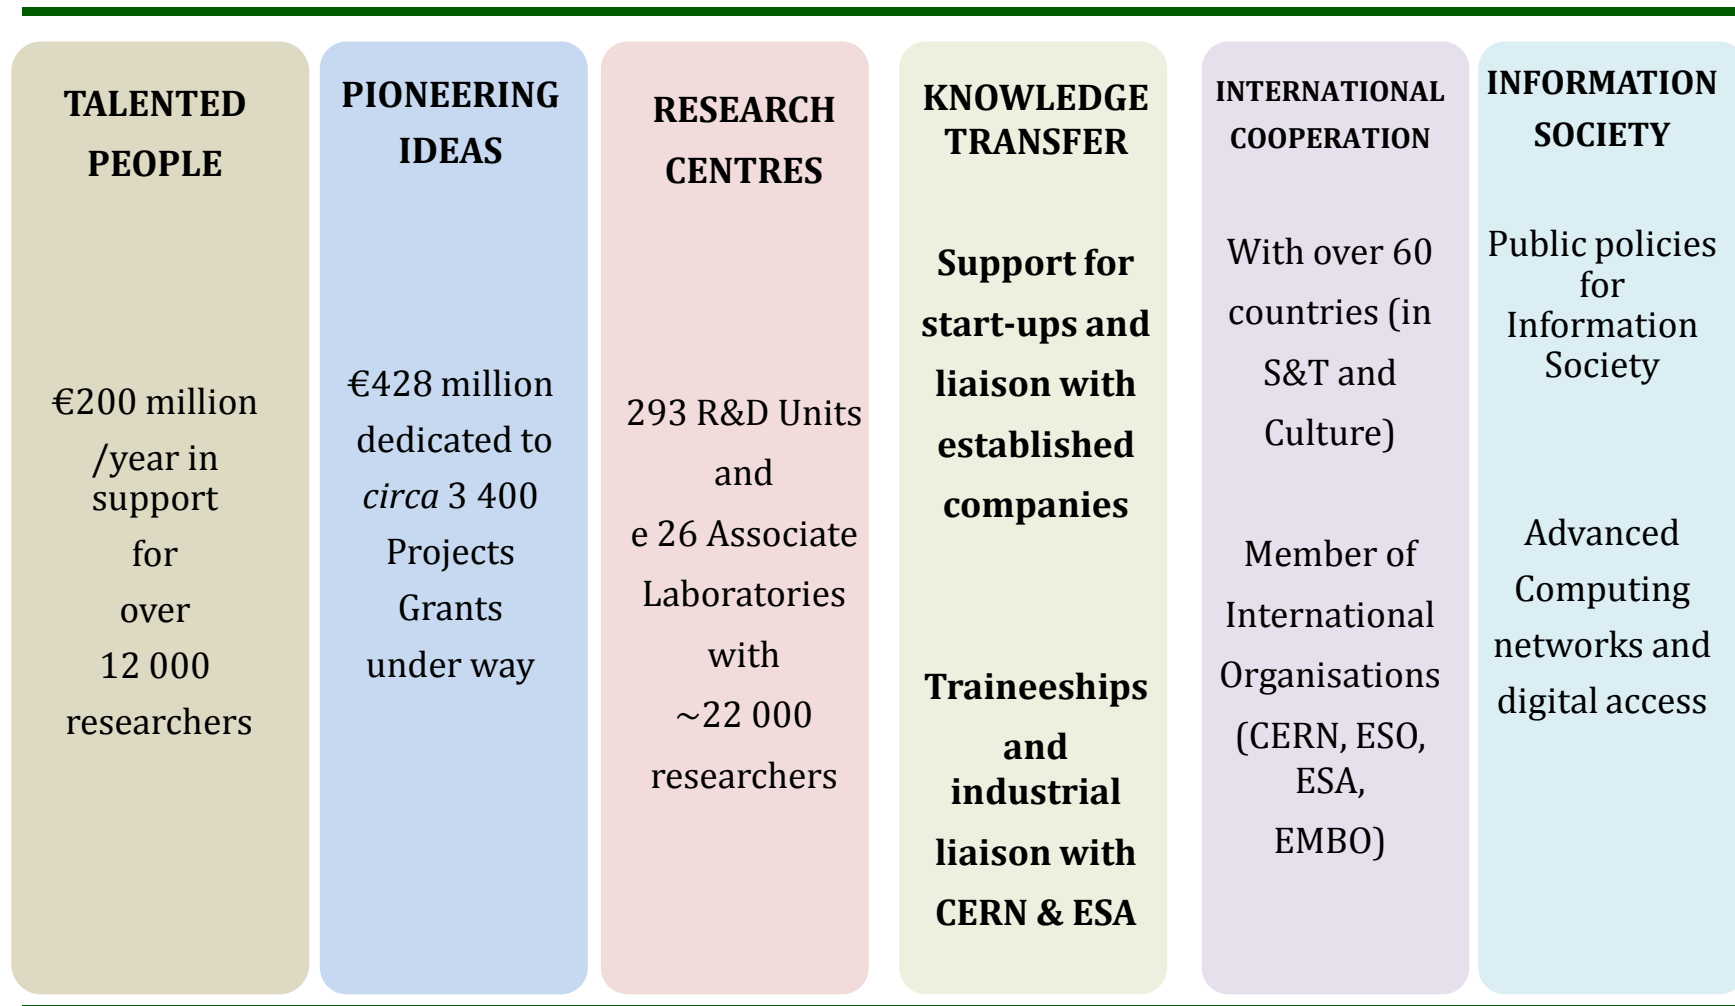 TALENTED
PEOPLE
€200 million
/year in
support
for
over
12 000
researchers
PIONEERING
IDEAS
€428 million
dedicated to
circa 3 400
Projects
Grants
under way
RESEARCH
CENTRES
293 R&D Units
and
e 26 Associate
Laboratories
with
~22 000
researchers
KNOWLEDGE
TRANSFER
Support for
start-ups and
liaison with
established
companies
Traineeships
and
industrial
liaison with
CERN & ESA
INTERNATIONAL
COOPERATION
With over 60
countries (in
S&T and
Culture)
Member of
International
Organisations
(CERN, ESO,
ESA,
EMBO)
INFORMATION
SOCIETY
Public policies
for
Information
Society
Advanced
Computing
networks and
digital access